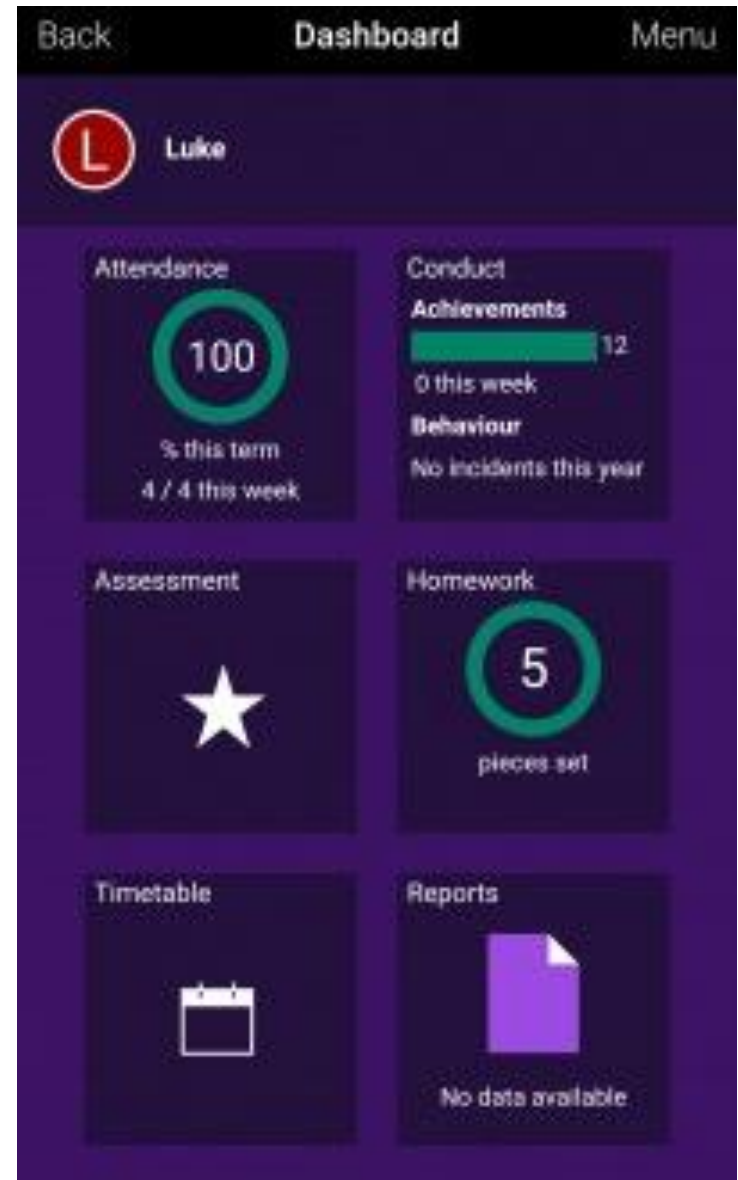 Back Dashboard Menu
L Luke
Attendance
100
% this term
4 / 4 this week
Conduct
Achievements
12
0 this week
Behaviour
No incidents this year
Assessment
Homework
5
pieces set
Timetable
Reports
No data available